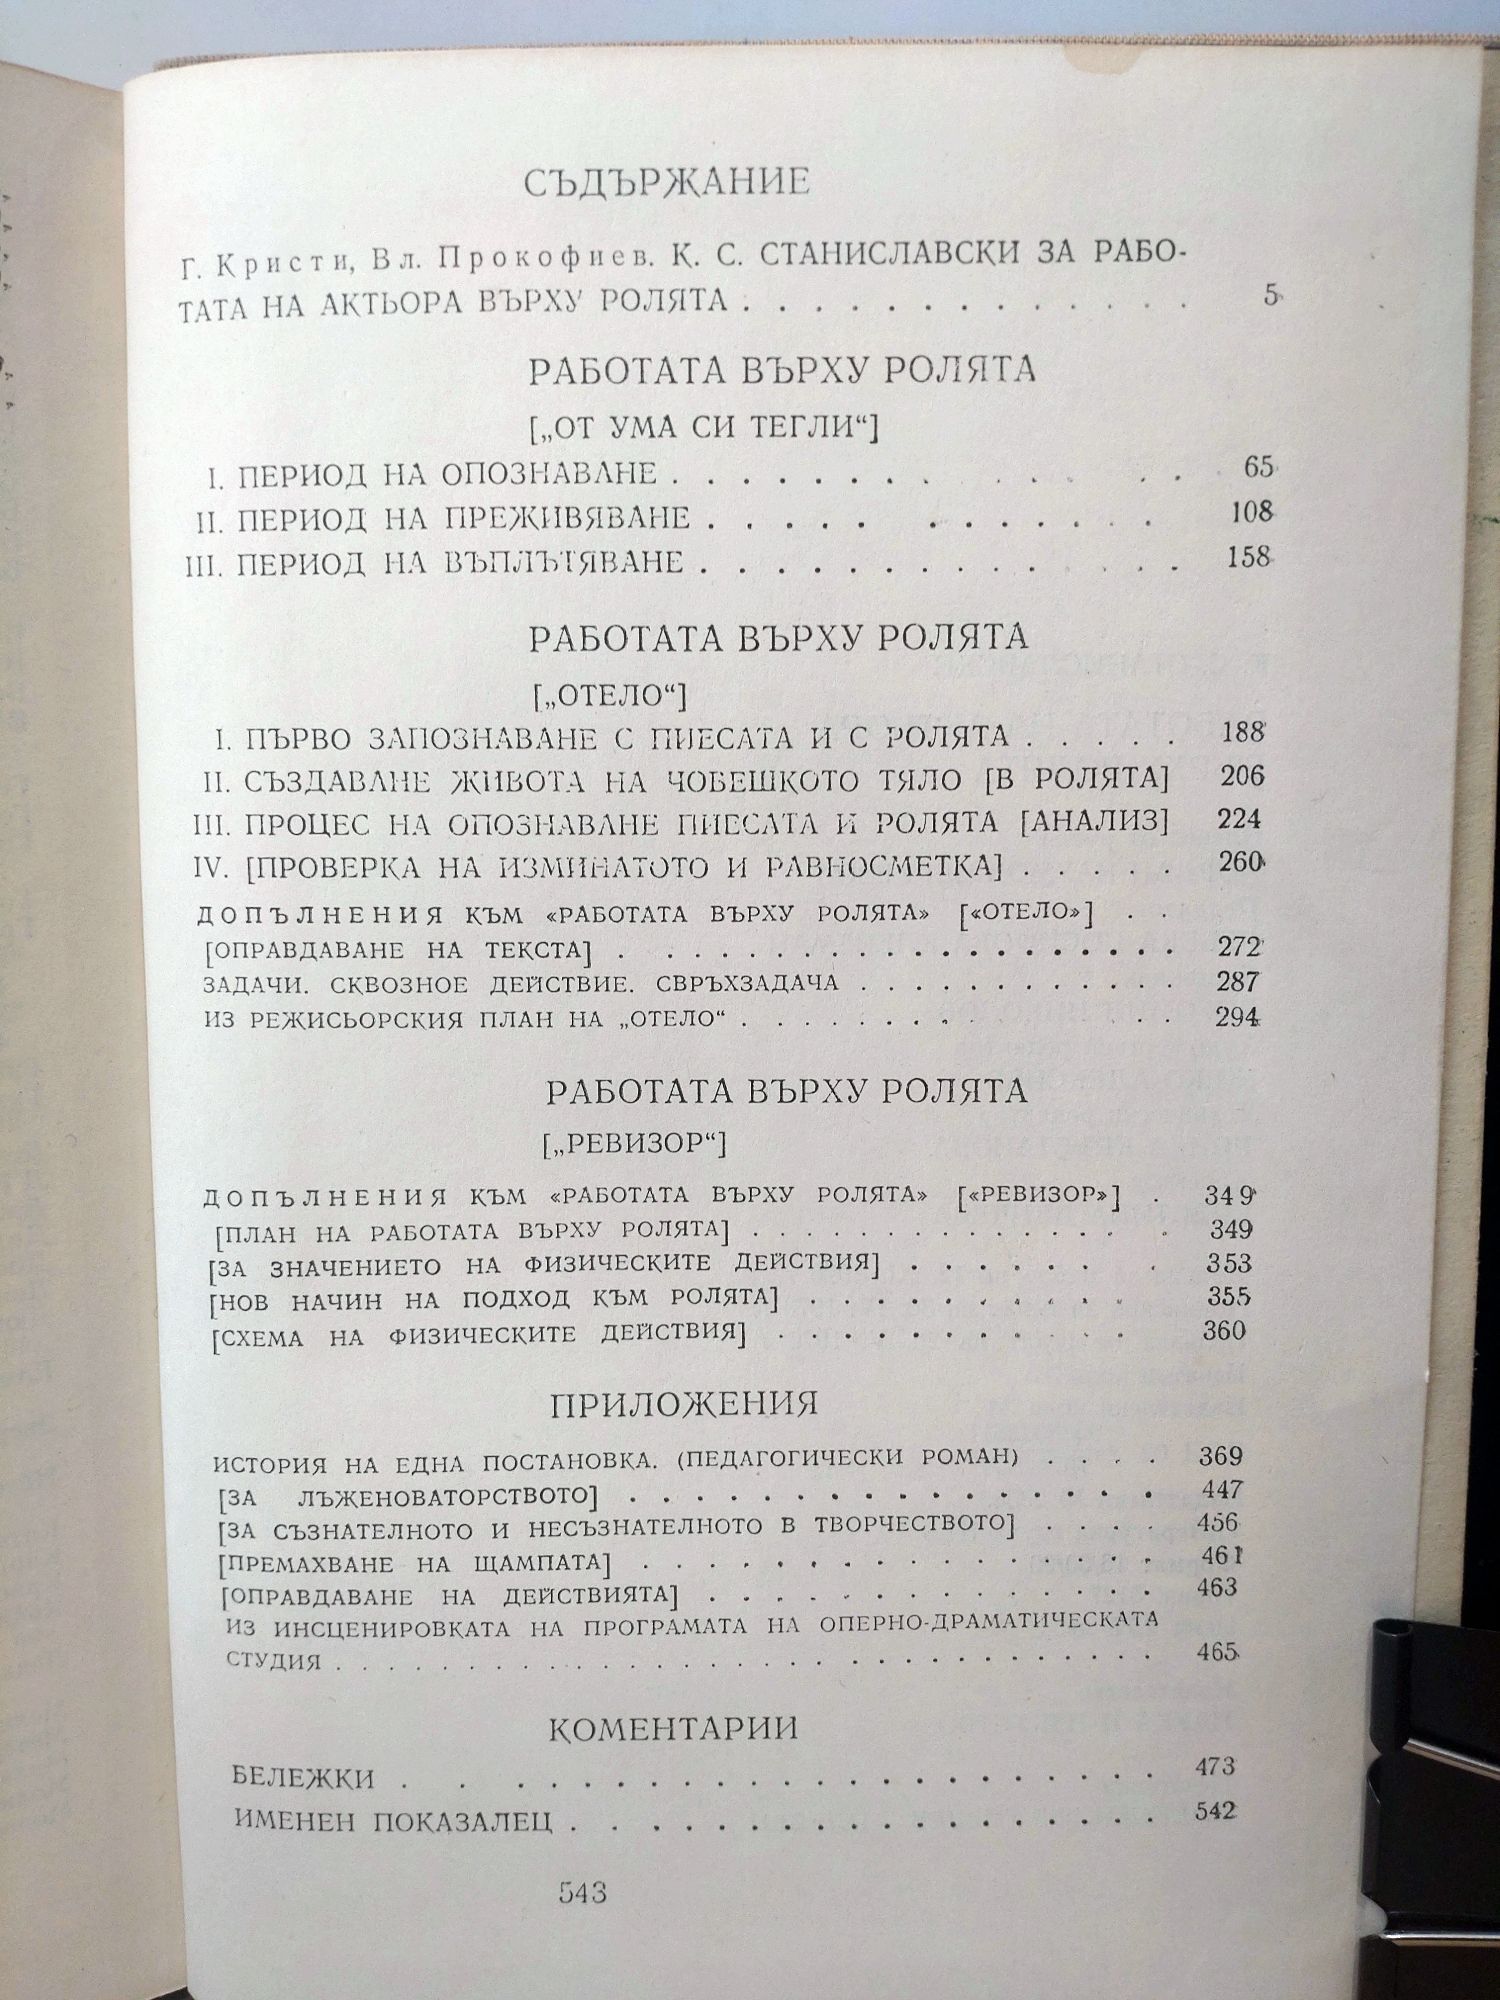 СЪДЪРЖАНИЕ
Г. Кристи, Вл. Прокофиев. К. С. СТАНИСЛАВСКИ ЗА РАБО-
ТАТА НА АКТЬОРА ВЪРХУ РОЛЯТА . . . . . . . . . . . . . 5
РАБОТАТА ВЪРХУ РОЛЯТА
[„ОТ УМА СИ ТЕГЛИ“]
I. ПЕРИОД НА ОПОЗНАВАНЕ . . . . . . . . . . . . . . 65
II. ПЕРИОД НА ПРЕЖИВЯВАНЕ . . . . . . . . . . . . . 108
III. ПЕРИОД НА ВЪПЛЪТЯВАНЕ . . . . . . . . . . . . . 158
РАБОТАТА ВЪРХУ РОЛЯТА
[„ОТЕЛО“]
I. ПЪРВО ЗАПОЗНАВАНЕ С ПИЕСАТА И С РОЛЯТА . . . . . 188
II. СЪЗДАВАНЕ ЖИВОТА НА ЧОВЕШКОТО ТЯЛО [В РОЛЯТА] 206
III. ПРОЦЕС НА ОПОЗНАВАНЕ ПИЕСАТА И РОЛЯТА [АНАЛИЗ] 224
IV. [ПРОВЕРКА НА ИЗМИНАТОТО И РАВНОСМЕТКА] . . . . . 260
ДОПЪЛНЕНИЯ КЪМ «РАБОТАТА ВЪРХУ РОЛЯТА» [«ОТЕЛО»] . .
[ОПРАВДАВАНЕ НА ТЕКСТА] . . . . . . . . . . . . . . . . . 272
ЗАДАЧИ. СКВОЗНОЕ ДЕЙСТВИЕ. СВРЪХЗАДАЧА . . . . . . . . . . . 287
ИЗ РЕЖИСЬОРСКИЯ ПЛАН НА „ОТЕЛО“ . . . . . . . . . . . . . 294
РАБОТАТА ВЪРХУ РОЛЯТА
[„РЕВИЗОР“]
ДОПЪЛНЕНИЯ КЪМ «РАБОТАТА ВЪРХУ РОЛЯТА» [«РЕВИЗОР»] . 349
[ПЛАН НА РАБОТАТА ВЪРХУ РОЛЯТА] . . . . . . . . . . . . . 349
[ЗА ЗНАЧЕНИЕТО НА ФИЗИЧЕСКИТЕ ДЕЙСТВИЯ] . . . . . . . 353
[НОВ НАЧИН НА ПОДХОД КЪМ РОЛЯТА] . . . . . . . . . . 355
[СХЕМА НА ФИЗИЧЕСКИТЕ ДЕЙСТВИЯ] . . . . . . . . . . . 360
ПРИЛОЖЕНИЯ
ИСТОРИЯ НА ЕДНА ПОСТАНОВКА. (ПЕДАГОГИЧЕСКИ РОМАН) . . . . 369
[ЗА ЛЪЖЕНОВАТОРСТВОТО] . . . . . . . . . . . . . . . . 447
[ЗА СЪЗНАТЕЛНОТО И НЕСЪЗНАТЕЛНОТО В ТВОРЧЕСТВОТО] . . . . 456
[ПРЕМАХВАНЕ НА ЩАМПАТА] . . . . . . . . . . . . . . . 461
[ОПРАВДАВАНЕ НА ДЕЙСТВИЯТА] . . . . . . . . . . . . . . 463
ИЗ ИНСЦЕНИРОВКАТА НА ПРОГРАМАТА НА ОПЕРНО-ДРАМАТИЧЕСКАТА
СТУДИЯ . . . . . . . . . . . . . . . . . . . . . . . . . . 465
КОМЕНТАРИИ
БЕЛЕЖКИ . . . . . . . . . . . . . . . . . . . . . 473
ИМЕНЕН ПОКАЗАЛЕЦ . . . . . . . . . . . . . . . . . 542
543